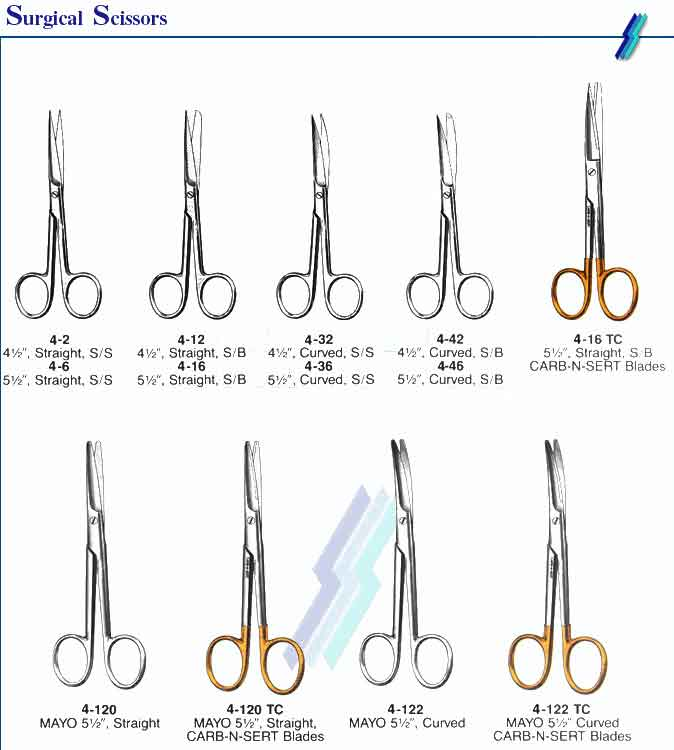 Surgical Scissors
4-2
4½", Straight, S/S
4-6
5½", Straight, S/S
4-12
4½", Straight, S/B
4-16
5½", Straight, S/B
4-32
4½", Curved, S/S
4-36
5½", Curved, S/S
4-42
4½", Curved, S/B
4-46
5½", Curved, S/B
4-16 TC
5½", Straight, S B
CARB-N-SERT Blades
4-120
MAYO 5½", Straight
4-120 TC
MAYO 5½", Straight,
CARB-N-SERT Blades
4-122
MAYO 5½", Curved
4-122 TC
MAYO 5½" Curved
CARB-N-SERT Blades